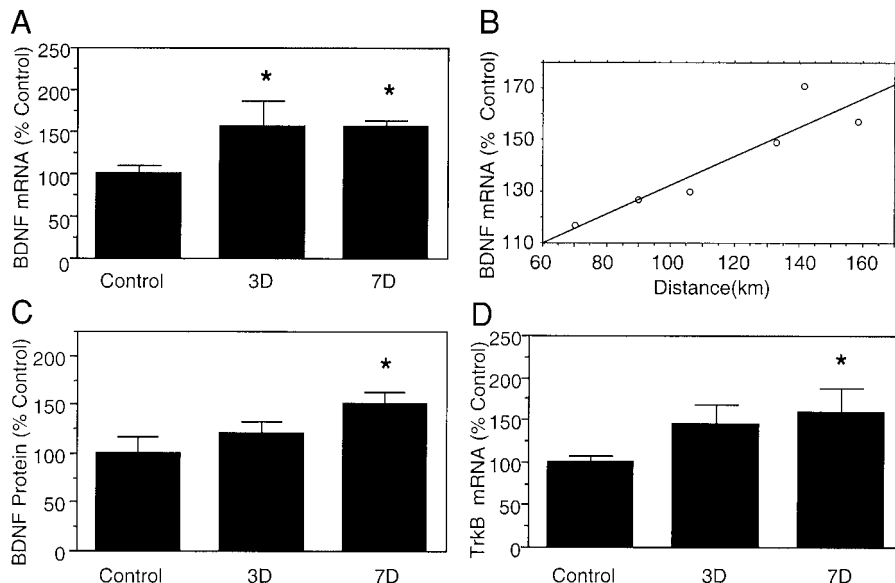 A
BDNF mRNA (% Control)
250
200
150
100
50
0
*
*
Control 3D 7D
B
BDNF mRNA (% Control)
170
150
130
110
60 80 100 120 140 160
Distance(km)
C
BDNF Protein (% Control)
200
150
100
50
0
*
Control 3D 7D
D
TrkB mRNA (% Control)
250
200
150
100
50
0
*
Control 3D 7D